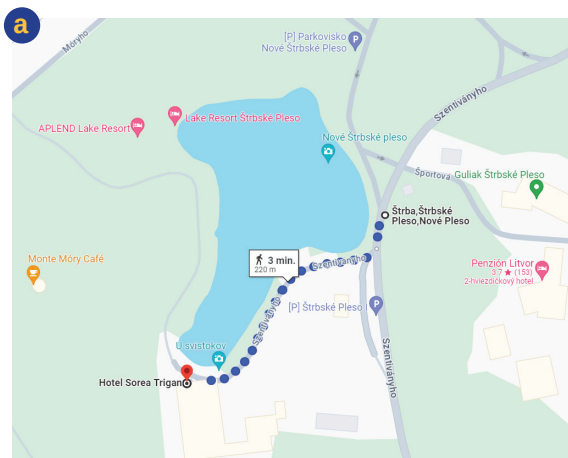 a
Móryho
[P] Parkovisko
Nové Štrbské Pleso
Szentiványho
Lake Resort Štrbské Pleso
APLEND Lake Resort
Nové Štrbské pleso
Športová
Guliak Štrbské Pleso
Štrba,Štrbské
Pleso,Nové Pleso
3 min.
220 m
Szentiványho
Monte Móry Café
Penzión Litvor
3.7 ★ (153)
2-hviezdičkový hotel
[P] Štrbské Pleso I
Szentiványho
Szentiványho
U svišťokov
Hotel Sorea Trigan